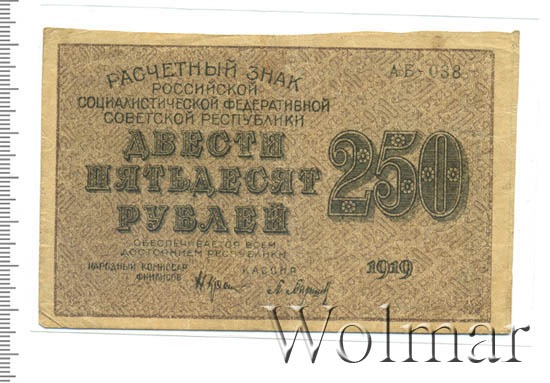 РАСЧЕТНЫЙ ЗНАК
АБ-038
РОССИЙСКОЙ
СОЦИАЛИСТИЧЕСКОЙ ФЕДЕРАТИВНОЙ
СОВЕТСКОЙ РЕСПУБЛИКИ
ДВЕСТИ
ПЯТЬДЕСЯТ
РУБЛЕЙ
250
ОБЕСПЕЧИВАЕТСЯ ВСЕМ
ДОСТОЯНИЕМ РЕСПУБЛИКИ
НАРОДНЫЙ КОМИССАР
ФИНАНСОВ
КАССИР
1919
Wolmar